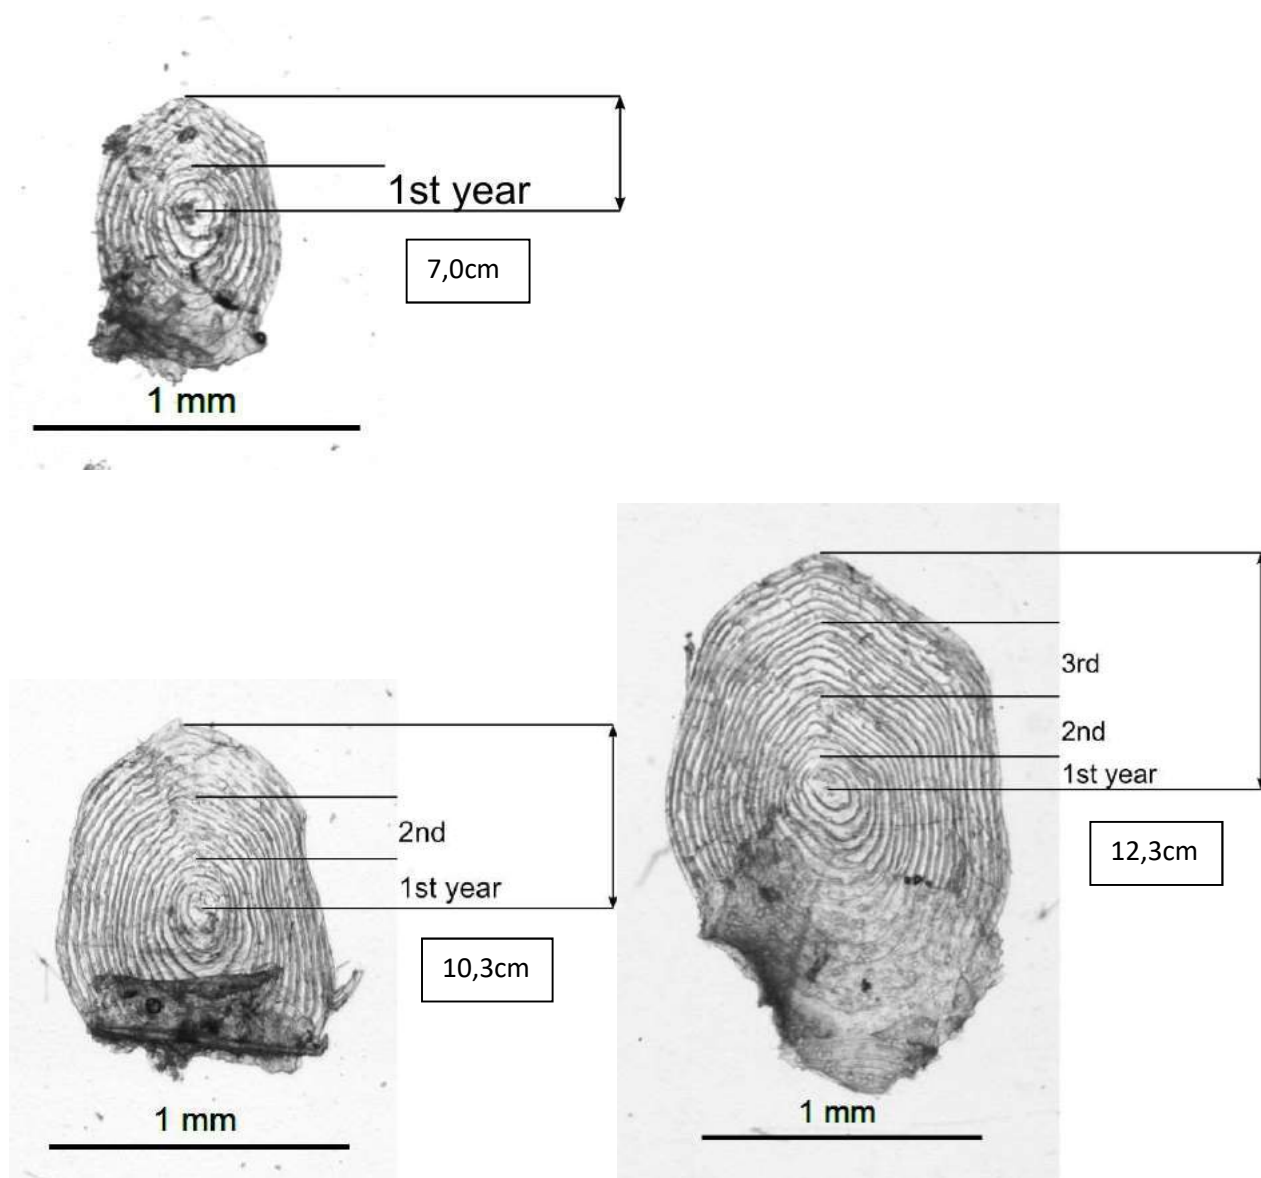 1st year
7,0cm
1 mm
2nd
1st year
10,3cm
1 mm
3rd
2nd
1st year
12,3cm
1 mm